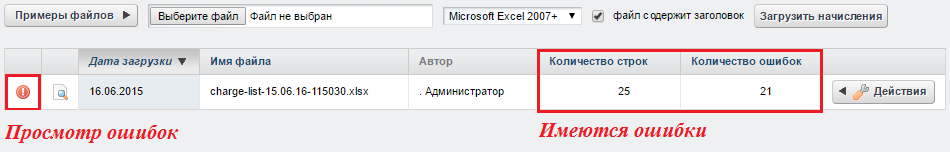 Примеры файлов Выберите файл Файл не выбран Microsoft Excel 2007+ файл содержит заголовок Загрузить начисления
Дата загрузки Имя файла Автор Количество строк Количество ошибок
16.06.2015 charge-list-15.06.16-115030.xlsx . Администратор 25 21 Действия
Просмотр ошибок Имеются ошибки